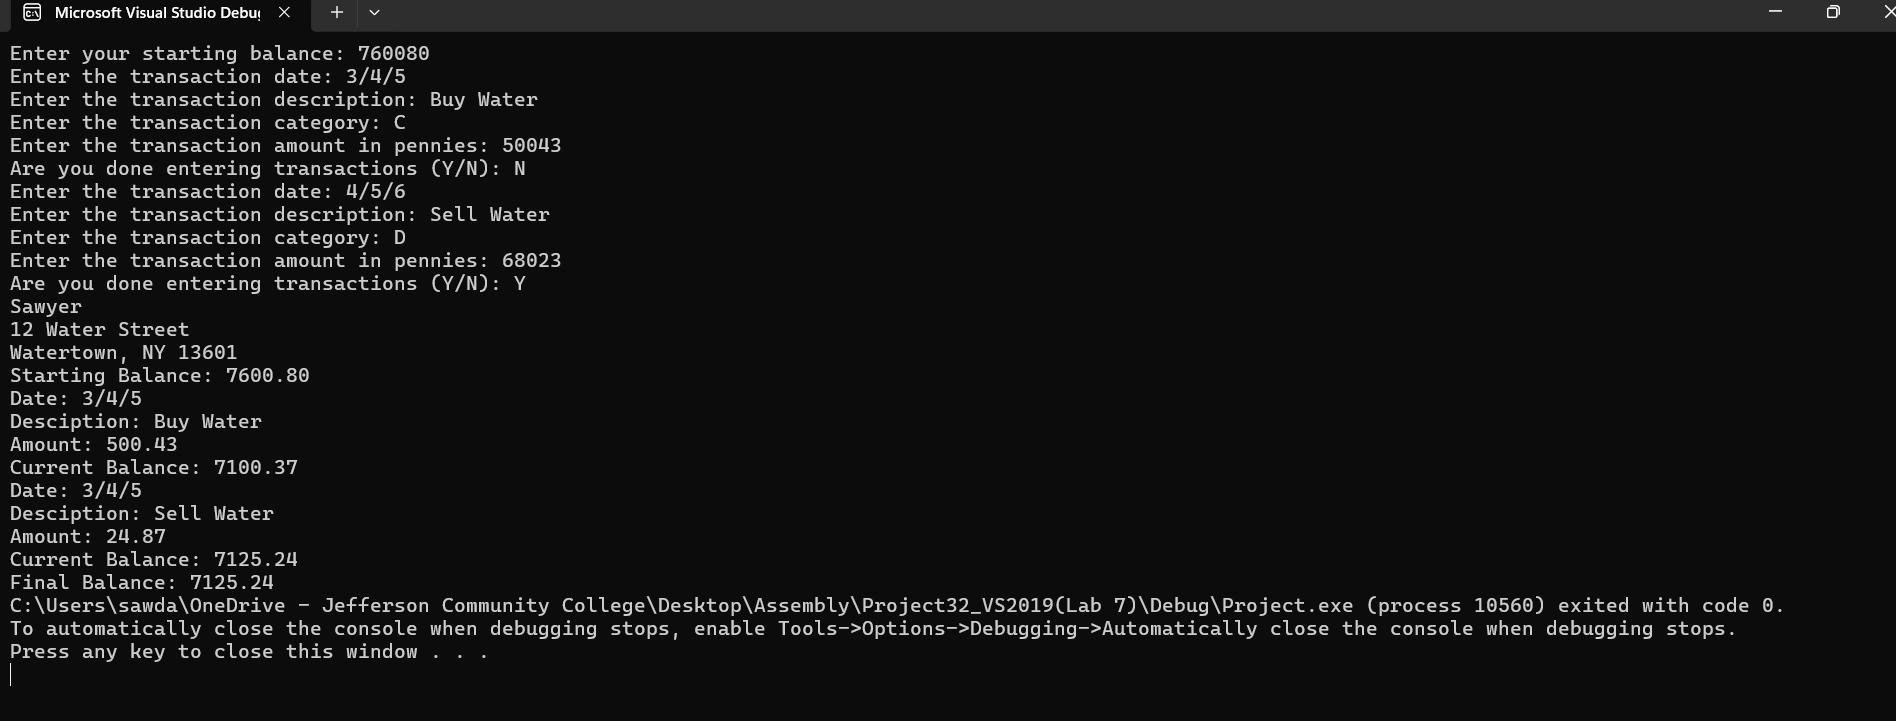 Microsoft Visual Studio Debug
Enter your starting balance: 760080
Enter the transaction date: 3/4/5
Enter the transaction description: Buy Water
Enter the transaction category: C
Enter the transaction amount in pennies: 50043
Are you done entering transactions (Y/N): N
Enter the transaction date: 4/5/6
Enter the transaction description: Sell Water
Enter the transaction category: D
Enter the transaction amount in pennies: 68023
Are you done entering transactions (Y/N): Y
Sawyer
12 Water Street
Watertown, NY 13601
Starting Balance: 7600.80
Date: 3/4/5
Desciption: Buy Water
Amount: 500.43
Current Balance: 7100.37
Date: 3/4/5
Desciption: Sell Water
Amount: 24.87
Current Balance: 7125.24
Final Balance: 7125.24
C:\Users\sawda\OneDrive - Jefferson Community College\Desktop\Assembly\Project32_VS2019(Lab 7)\Debug\Project.exe (process 10560) exited with code 0.
To automatically close the console when debugging stops, enable Tools->Options->Debugging->Automatically close the console when debugging stops.
Press any key to close this window . . .